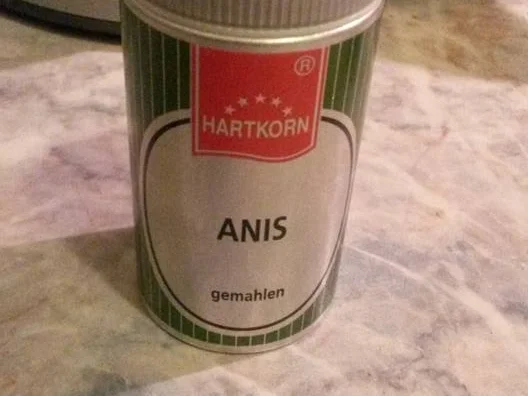 ®
HARTKORN
ANIS
gemahlen